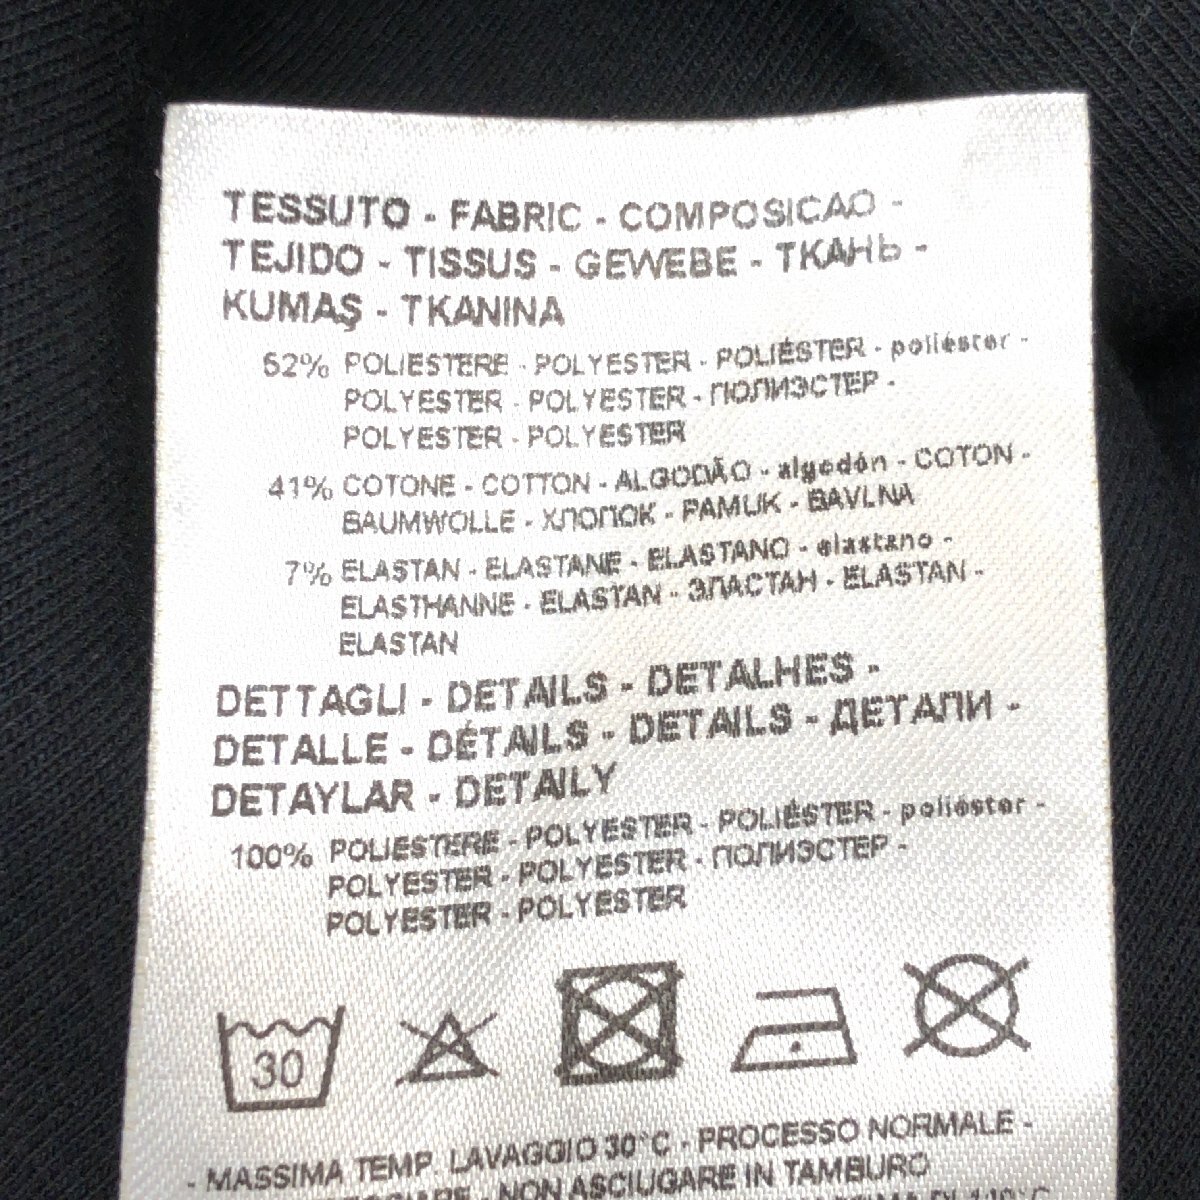 TESSUTO - FABRIC - COMPOSICAO -
TEJIDO - TISSUS - GEWEBE - ТКАНЬ -
KUMAŞ - TKANINA
52% POLIESTERE - POLYESTER - POLIÉSTER - poliéster -
POLYESTER - POLYESTER - ПОЛИЭСТЕР -
POLYESTER - POLYESTER
41% COTONE - COTTON - ALGODÃO - algodón - COTON -
BAUMWOLLE - ХЛОПОК - PAMUK - BAVLNA
7% ELASTAN - ELASTANE - ELASTANO - elastano -
ELASTHANNE - ELASTAN - ЭЛАСТАН - ELASTAN -
ELASTAN
DETTAGLI - DETAILS - DETALHES -
DETALLE - DÉTAILS - DETAILS - ДЕТАЛИ -
DETAYLAR - DETAILY
100% POLIESTERE - POLYESTER - POLIÉSTER - poliéster -
POLYESTER - POLYESTER - ПОЛИЭСТЕР -
POLYESTER - POLYESTER
30
- MASSIMA TEMP. LAVAGGIO 30°C - PROCESSO NORMALE -
- NON ASCIUGARE IN TAMBURO